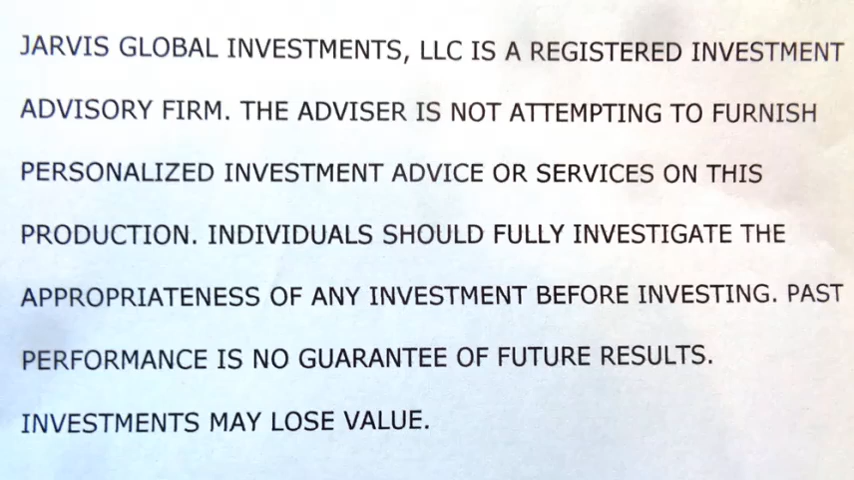 JARVIS GLOBAL INVESTMENTS, LLC IS A REGISTERED INVESTMENT
ADVISORY FIRM. THE ADVISER IS NOT ATTEMPTING TO FURNISH
PERSONALIZED INVESTMENT ADVICE OR SERVICES ON THIS
PRODUCTION. INDIVIDUALS SHOULD FULLY INVESTIGATE THE
APPROPRIATENESS OF ANY INVESTMENT BEFORE INVESTING. PAST
PERFORMANCE IS NO GUARANTEE OF FUTURE RESULTS.
INVESTMENTS MAY LOSE VALUE.